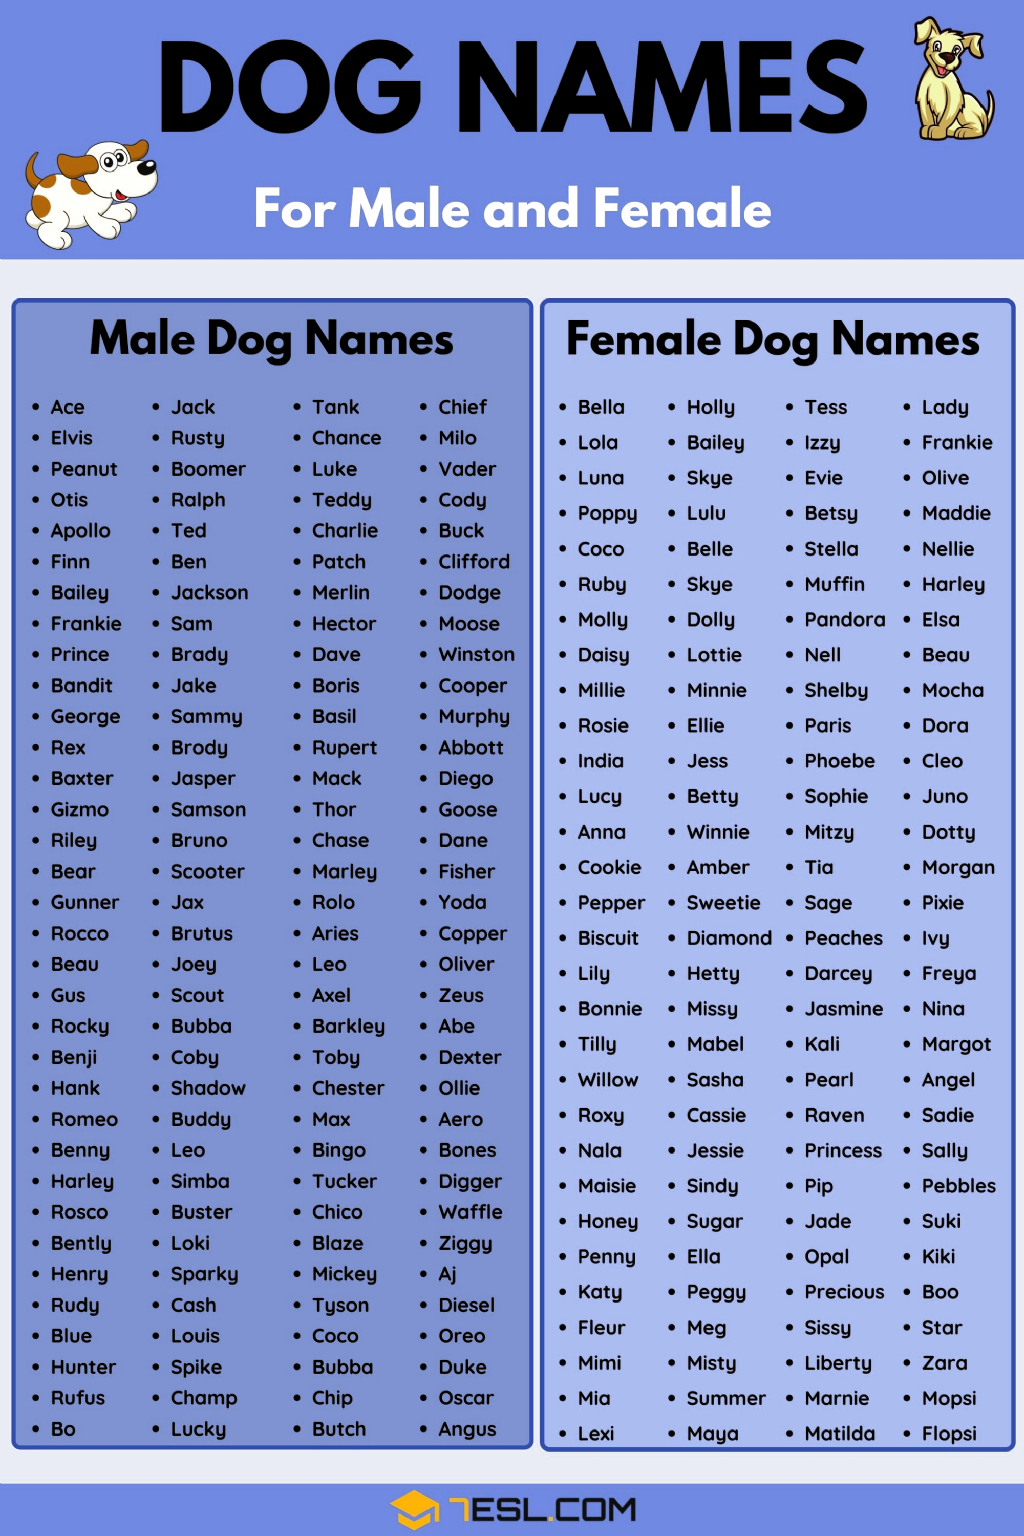 DOG NAMES
For Male and Female
Male Dog Names
• Ace
• Elvis
• Peanut
• Otis
• Apollo
• Finn
• Bailey
• Frankie
• Prince
• Bandit
• George
• Rex
• Baxter
• Gizmo
• Riley
• Bear
• Gunner
• Rocco
• Beau
• Gus
• Rocky
• Benji
• Hank
• Romeo
• Benny
• Harley
• Rosco
• Bently
• Henry
• Rudy
• Blue
• Hunter
• Rufus
• Bo
• Jack
• Rusty
• Boomer
• Ralph
• Ted
• Ben
• Jackson
• Sam
• Brady
• Jake
• Sammy
• Brody
• Jasper
• Samson
• Bruno
• Scooter
• Jax
• Brutus
• Joey
• Scout
• Bubba
• Coby
• Shadow
• Buddy
• Leo
• Simba
• Buster
• Loki
• Sparky
• Cash
• Louis
• Spike
• Champ
• Lucky
• Tank
• Chance
• Luke
• Teddy
• Charlie
• Patch
• Merlin
• Hector
• Dave
• Boris
• Basil
• Rupert
• Mack
• Thor
• Chase
• Marley
• Rolo
• Aries
• Leo
• Axel
• Barkley
• Toby
• Chester
• Max
• Bingo
• Tucker
• Chico
• Blaze
• Mickey
• Tyson
• Coco
• Bubba
• Chip
• Butch
• Chief
• Milo
• Vader
• Cody
• Buck
• Clifford
• Dodge
• Moose
• Winston
• Cooper
• Murphy
• Abbott
• Diego
• Goose
• Dane
• Fisher
• Yoda
• Copper
• Oliver
• Zeus
• Abe
• Dexter
• Ollie
• Aero
• Bones
• Digger
• Waffle
• Ziggy
• Aj
• Diesel
• Oreo
• Duke
• Oscar
• Angus
Female Dog Names
• Bella
• Lola
• Luna
• Poppy
• Coco
• Ruby
• Molly
• Daisy
• Millie
• Rosie
• India
• Lucy
• Anna
• Cookie
• Pepper
• Biscuit
• Lily
• Bonnie
• Tilly
• Willow
• Roxy
• Nala
• Maisie
• Honey
• Penny
• Katy
• Fleur
• Mimi
• Mia
• Lexi
• Holly
• Bailey
• Skye
• Lulu
• Belle
• Skye
• Dolly
• Lottie
• Minnie
• Ellie
• Jess
• Betty
• Winnie
• Amber
• Sweetie
• Diamond
• Hetty
• Missy
• Mabel
• Sasha
• Cassie
• Jessie
• Sindy
• Sugar
• Ella
• Peggy
• Meg
• Misty
• Summer
• Maya
• Tess
• Izzy
• Evie
• Betsy
• Stella
• Muffin
• Pandora
• Nell
• Shelby
• Paris
• Phoebe
• Sophie
• Mitzy
• Tia
• Sage
• Peaches
• Darcey
• Jasmine
• Kali
• Pearl
• Raven
• Princess
• Pip
• Jade
• Opal
• Precious
• Sissy
• Liberty
• Marnie
• Matilda
• Lady
• Frankie
• Olive
• Maddie
• Nellie
• Harley
• Elsa
• Beau
• Mocha
• Dora
• Cleo
• Juno
• Dotty
• Morgan
• Pixie
• Ivy
• Freya
• Nina
• Margot
• Angel
• Sadie
• Sally
• Pebbles
• Suki
• Kiki
• Boo
• Star
• Zara
• Mopsi
• Flopsi
7ESL.COM